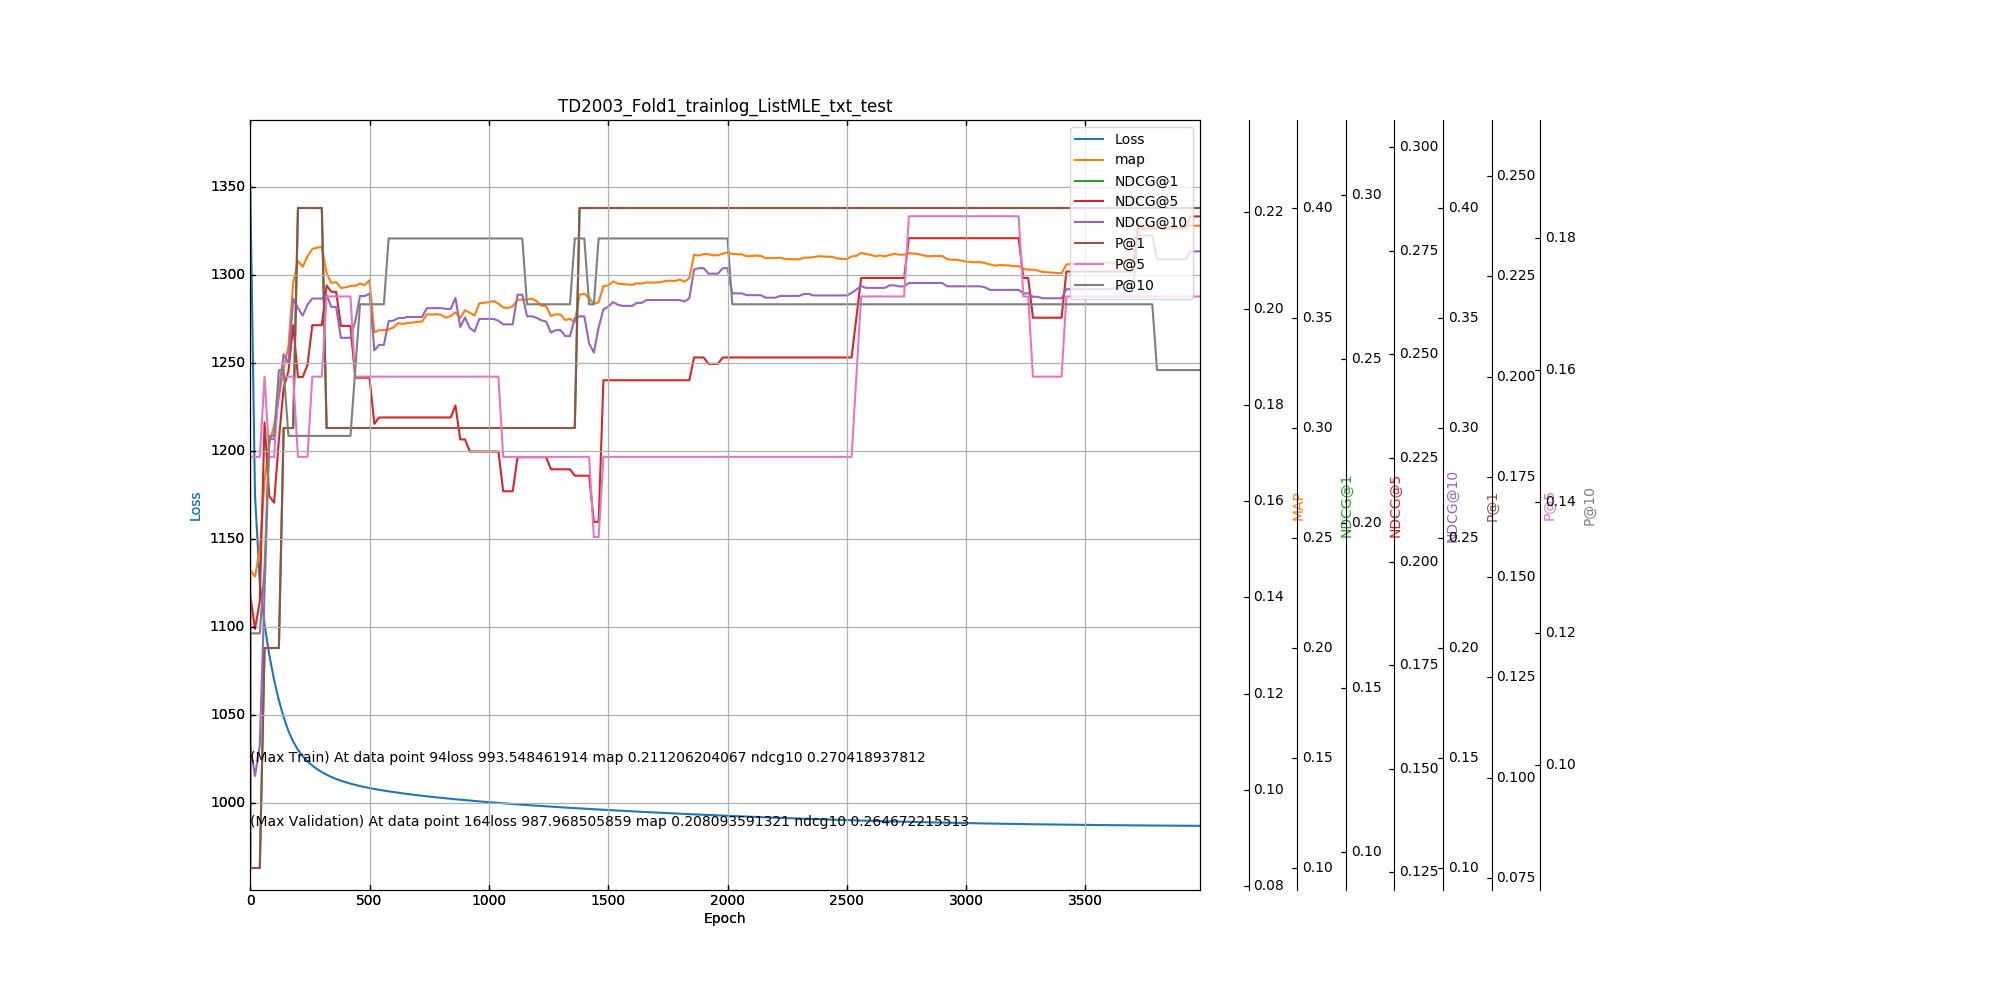 TD2003_Fold1_trainlog_ListMLE_txt_test
Loss
map
NDCG@1
NDCG@5
NDCG@10
P@1
P@5
P@10
1350
1300
1250
1200
1150
1100
1050
1000
Loss
(Max Train) At data point 94loss 993.548461914 map 0.211206204067 ndcg10 0.270418937812
(Max Validation) At data point 164loss 987.968505859 map 0.208093591321 ndcg10 0.264672215513
0 500 1000 1500 2000 2500 3000 3500
Epoch
0.22
0.20
0.18
0.16
0.14
0.12
0.10
0.08
MAP
0.40
0.35
0.30
0.25
0.20
0.15
0.10
NDCG@1
0.30
0.25
0.20
0.15
0.10
NDCG@5
0.300
0.275
0.250
0.225
0.200
0.175
0.150
0.125
NDCG@10
0.40
0.35
0.30
0.25
0.20
0.15
0.10
P@1
0.250
0.225
0.200
0.175
0.150
0.125
0.100
0.075
P@5
0.18
0.16
0.14
0.12
0.10
P@10